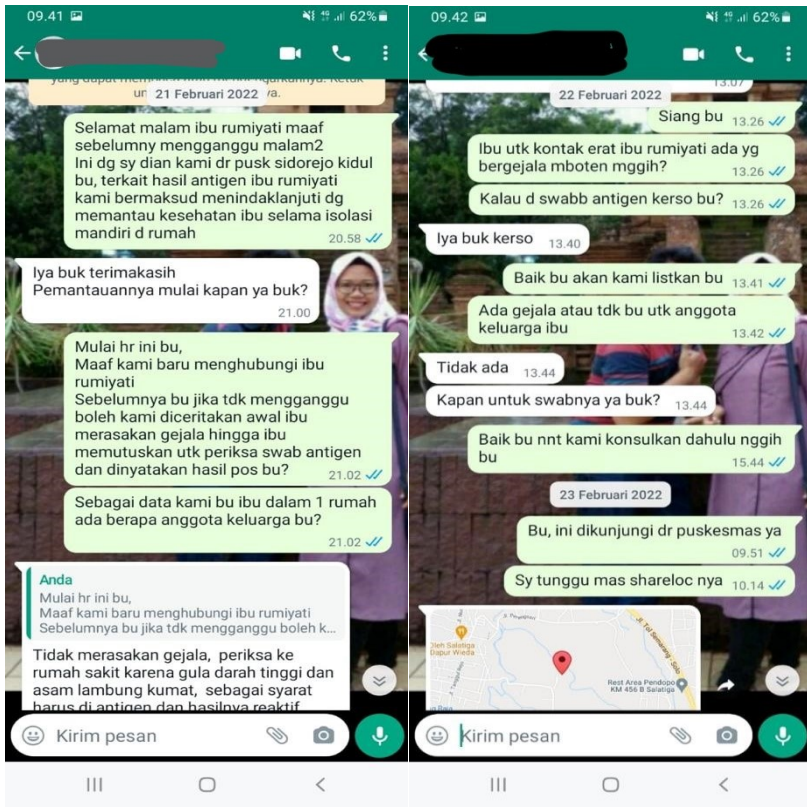 09.41
62%
21 Februari 2022
Selamat malam ibu rumiyati maaf
sebelumny mengganggu malam2
Ini dg sy dian kami dr pusk sidorejo kidul
bu, terkait hasil antigen ibu rumiyati
kami bermaksud menindaklanjuti dg
memantau kesehatan ibu selama isolasi
mandiri d rumah
20.58
Iya buk terimakasih
Pemantauannya mulai kapan ya buk?
21.00
Mulai hr ini bu,
Maaf kami baru menghubungi ibu
rumiyati
Sebelumnya bu jika tdk mengganggu
boleh kami diceritakan awal ibu
merasakan gejala hingga ibu
memutuskan utk periksa swab antigen
dan dinyatakan hasil pos bu?
21.02
Sebagai data kami bu ibu dalam 1 rumah
ada berapa anggota keluarga bu?
21.02
Anda
Mulai hr ini bu,
Maaf kami baru menghubungi ibu rumiyati
Sebelumnya bu jika tdk mengganggu boleh k...
Tidak merasakan gejala, periksa ke
rumah sakit karena gula darah tinggi dan
asam lambung kumat, sebagai syarat
harus di antigen dan hasilnya reaktif
Kirim pesan
09.42
62%
13.07
22 Februari 2022
Siang bu 13.26
Ibu utk kontak erat ibu rumiyati ada yg
bergejala mboten mggih?
13.26
Kalau d swabb antigen kerso bu? 13.26
Iya buk kerso 13.40
Baik bu akan kami listkan bu 13.41
Ada gejala atau tdk bu utk anggota
keluarga ibu
13.42
Tidak ada 13.44
Kapan untuk swabnya ya buk? 13.44
Baik bu nnt kami konsulkan dahulu nggih
bu
15.44
23 Februari 2022
Bu, ini dikunjungi dr puskesmas ya
09.51
Sy tunggu mas shareloc nya 10.14
Jl. Tol Semarang - Solo
Oleh Salatiga
Dapur Wieda
Rest Area Pendopo
KM 456 B Salatiga
Kirim pesan